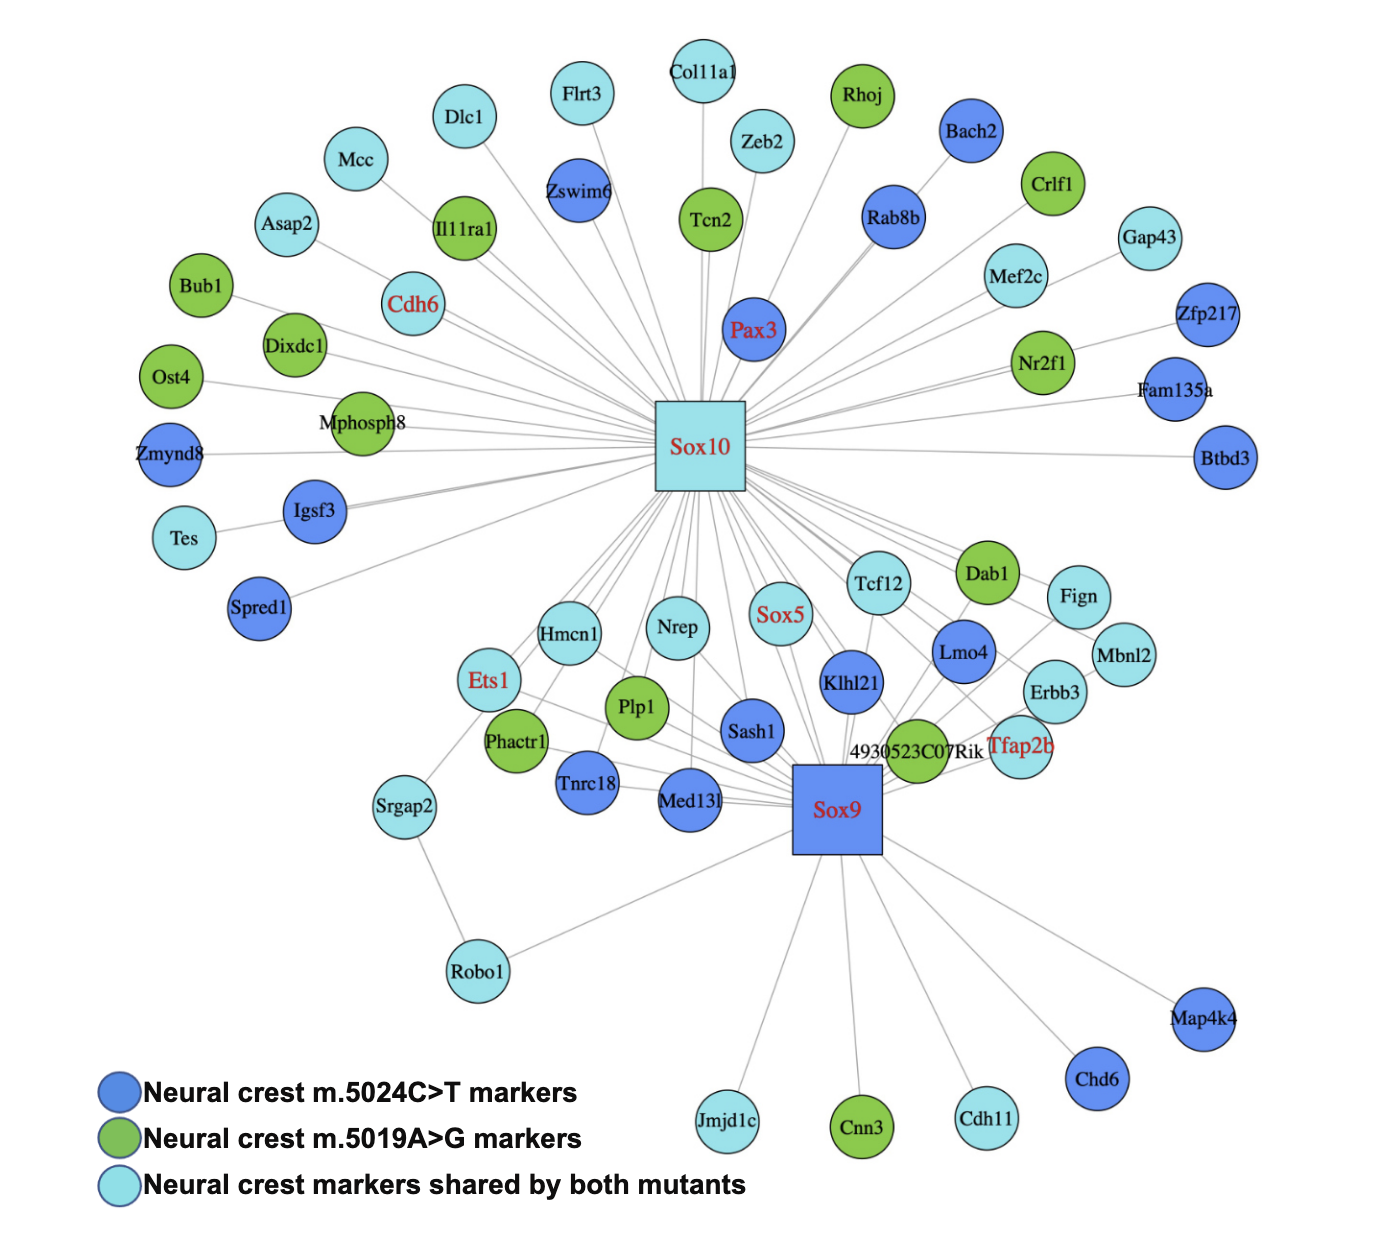 Col11a1
Flrt3
Rhoj
Dlc1
Bach2
Zeb2
Mcc
Crlf1
Zswim6
Rab8b
Tcn2
Asap2
Il11ra1
Gap43
Mef2c
Bub1
Cdh6
Zfp217
Pax3
Dixdc1
Nr2f1
Ost4
Fam135a
Mphosph8
Sox10
Zmynd8
Btbd3
Igsf3
Tes
Dab1
Tcf12
Fign
Spred1
Sox5
Nrep
Hmcn1
Lmo4
Mbnl2
Ets1
Klhl21
Erbb3
Plp1
Sash1
Phactr1
4930523C07Rik
Tfap2b
Tnrc18
Med13l
Srgap2
Sox9
Robo1
Map4k4
Chd6
Jmjd1c
Cnn3
Cdh11
Neural crest m.5024C>T markers
Neural crest m.5019A>G markers
Neural crest markers shared by both mutants